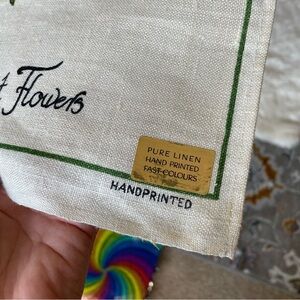 Flowers
PURE LINEN
HAND PRINTED
FAST COLOURS
HANDPRINTED